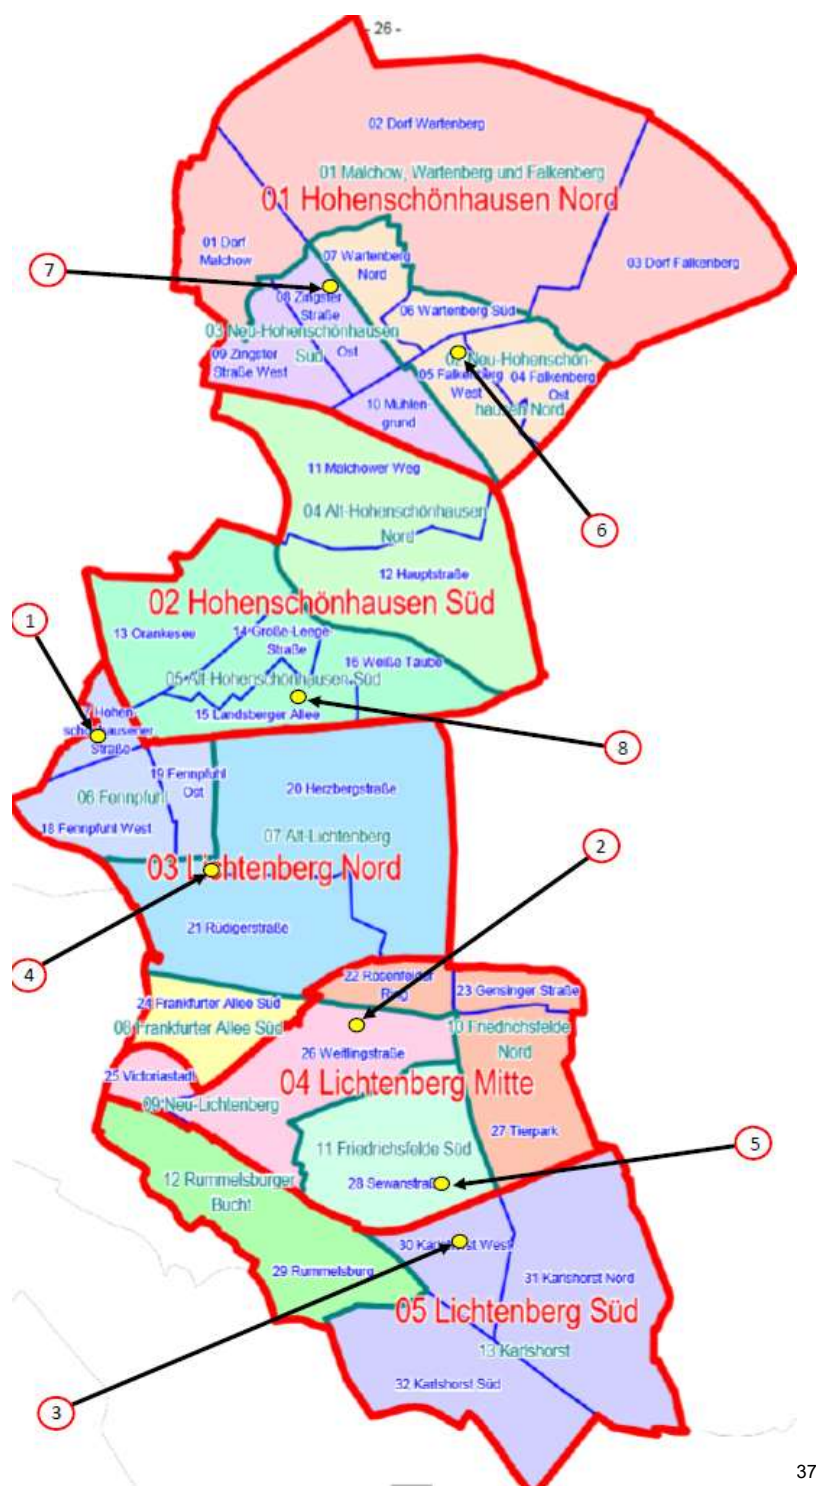 - 26 -
02 Dorf Wartenberg
01 Malchow, Wartenberg und Falkenberg
01 Hohenschönhausen Nord
01 Dorf
Malchow
07 Wartenberg
Nord
03 Dorf Falkenberg
7
08 Zingster
Straße
Ost
06 Wartenberg Süd
03 Neu-Hohenschönhausen
Süd
09 Zingster
Straße West
02 Neu-Hohenschön-
hausen Nord
05 Falkenberg
West
04 Falkenberg
Ost
10 Mühlen-
grund
11 Malchower Weg
04 Alt-Hohenschönhausen
Nord
6
12 Hauptstraße
02 Hohenschönhausen Süd
1
13 Orankesee
14 Große-Leege-
Straße
16 Weiße Taube
05 Alt-Hohenschönhausen Süd
15 Landsberger Allee
8
7 Hohen-
schönhausener
Straße
19 Fennpfuhl
Ost
20 Herzbergstraße
06 Fennpfuhl
18 Fennpfuhl West
07 Alt-Lichtenberg
2
03 Lichtenberg Nord
21 Rüdigerstraße
4
22 Rosenfelder
Ring
23 Gensinger Straße
24 Frankfurter Allee Süd
08 Frankfurter Allee Süd
10 Friedrichsfelde
Nord
26 Weitlingstraße
25 Victoriastadt
04 Lichtenberg Mitte
09 Neu-Lichtenberg
27 Tierpark
5
11 Friedrichsfelde Süd
12 Rummelsburger
Bucht
28 Sewanstraße
30 Karlshorst West
29 Rummelsburg
31 Karlshorst Nord
05 Lichtenberg Süd
13 Karlshorst
32 Karlshorst Süd
3
37